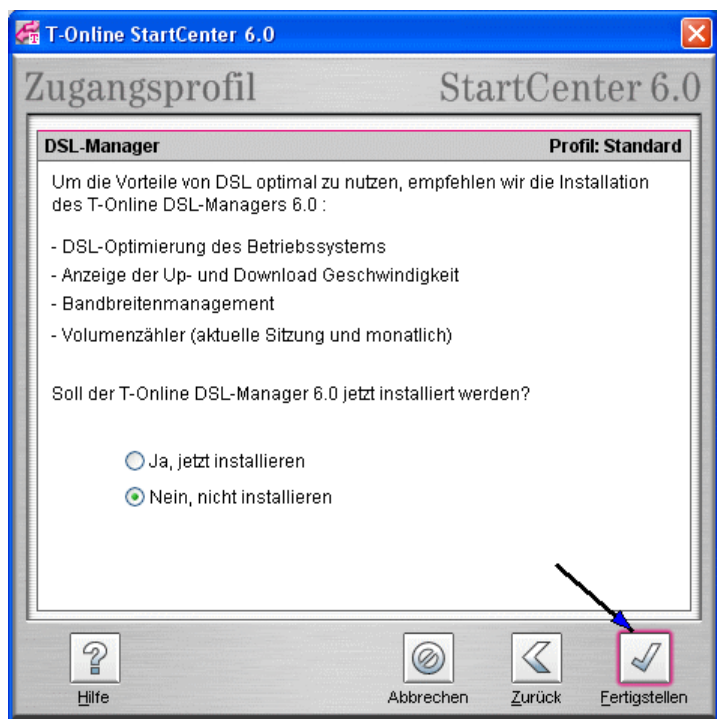 T-Online StartCenter 6.0
Zugangsprofil StartCenter 6.0
DSL-Manager Profil: Standard
Um die Vorteile von DSL optimal zu nutzen, empfehlen wir die Installation
des T-Online DSL-Managers 6.0 :
- DSL-Optimierung des Betriebssystems
- Anzeige der Up- und Download Geschwindigkeit
- Bandbreitenmanagement
- Volumenzähler (aktuelle Sitzung und monatlich)
Soll der T-Online DSL-Manager 6.0 jetzt installiert werden?
Ja, jetzt installieren
Nein, nicht installieren
Hilfe Abbrechen Zurück Fertigstellen